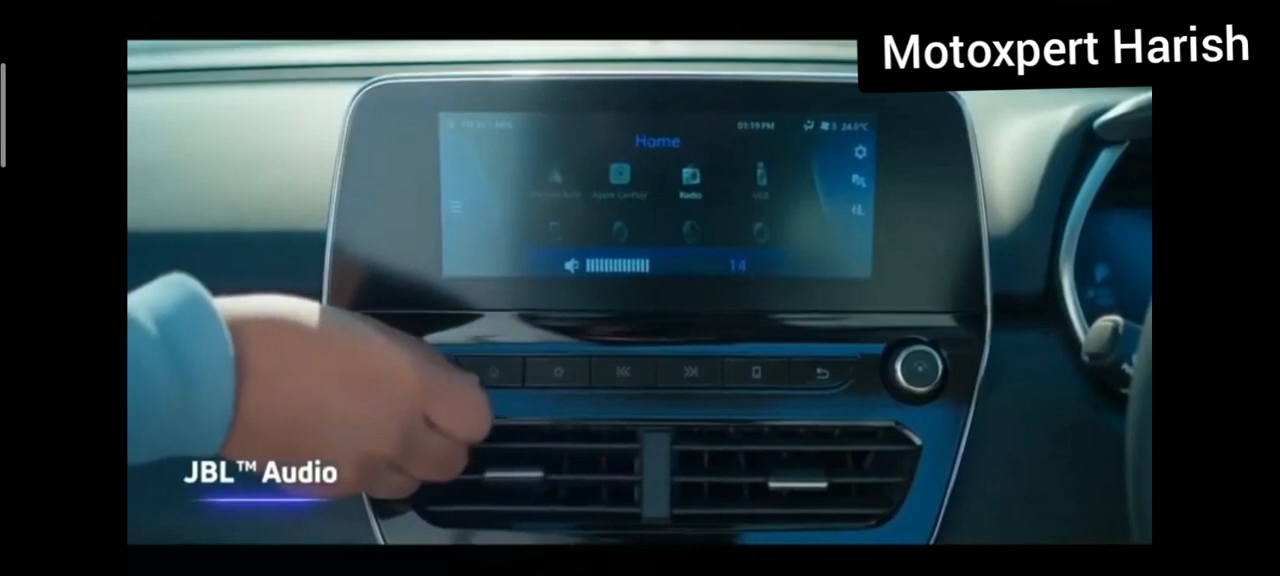 Motoxpert Harish
01:19 PM
24.0°C
Home
Apple CarPlay
Radio
USB
14
JBL™ Audio